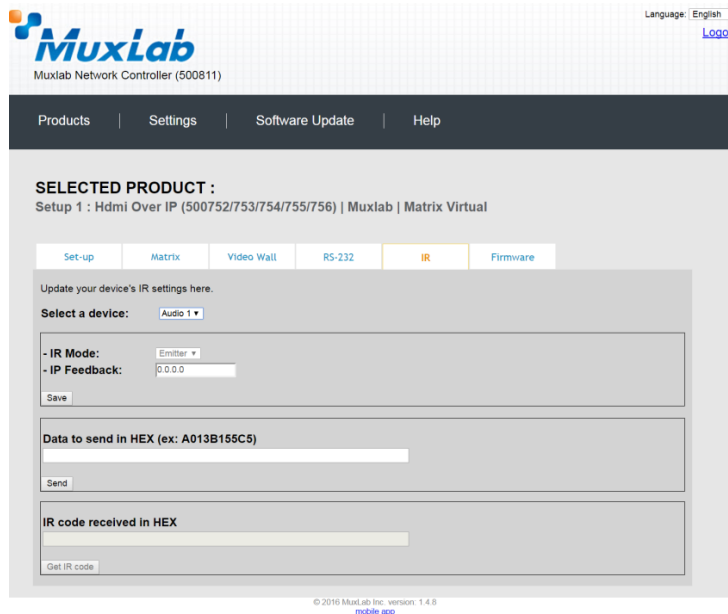 Language: English
Logo
MuxLab
Muxlab Network Controller (500811)
Products | Settings | Software Update | Help
SELECTED PRODUCT :
Setup 1 : Hdmi Over IP (500752/753/754/755/756) | Muxlab | Matrix Virtual
Set-up Matrix Video Wall RS-232 IR Firmware
Update your device's IR settings here.
Select a device: Audio 1
- IR Mode: Emitter
- IP Feedback: 0.0.0.0
Save
Data to send in HEX (ex: A013B155C5)
Send
IR code received in HEX
Get IR code
© 2016 MuxLab Inc. version: 1.4.8
mobile app